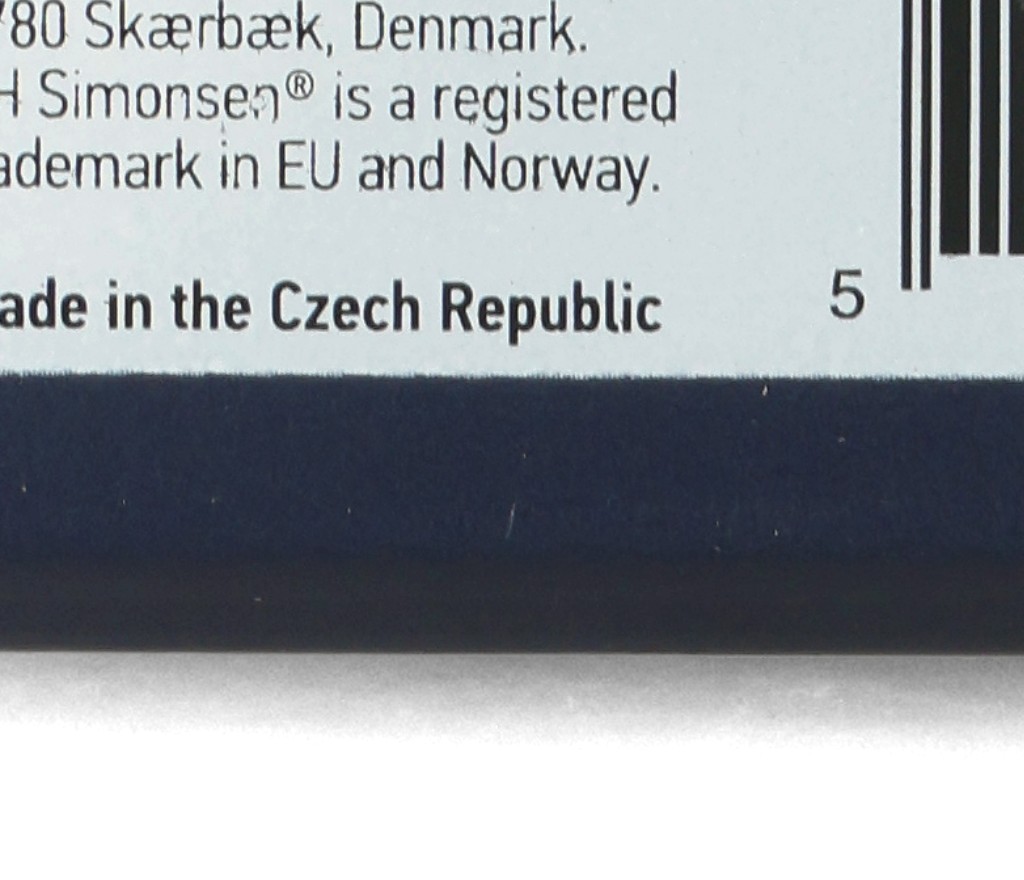 780 Skærbæk, Denmark.
H Simonsen® is a registered
ademark in EU and Norway.
ade in the Czech Republic
5